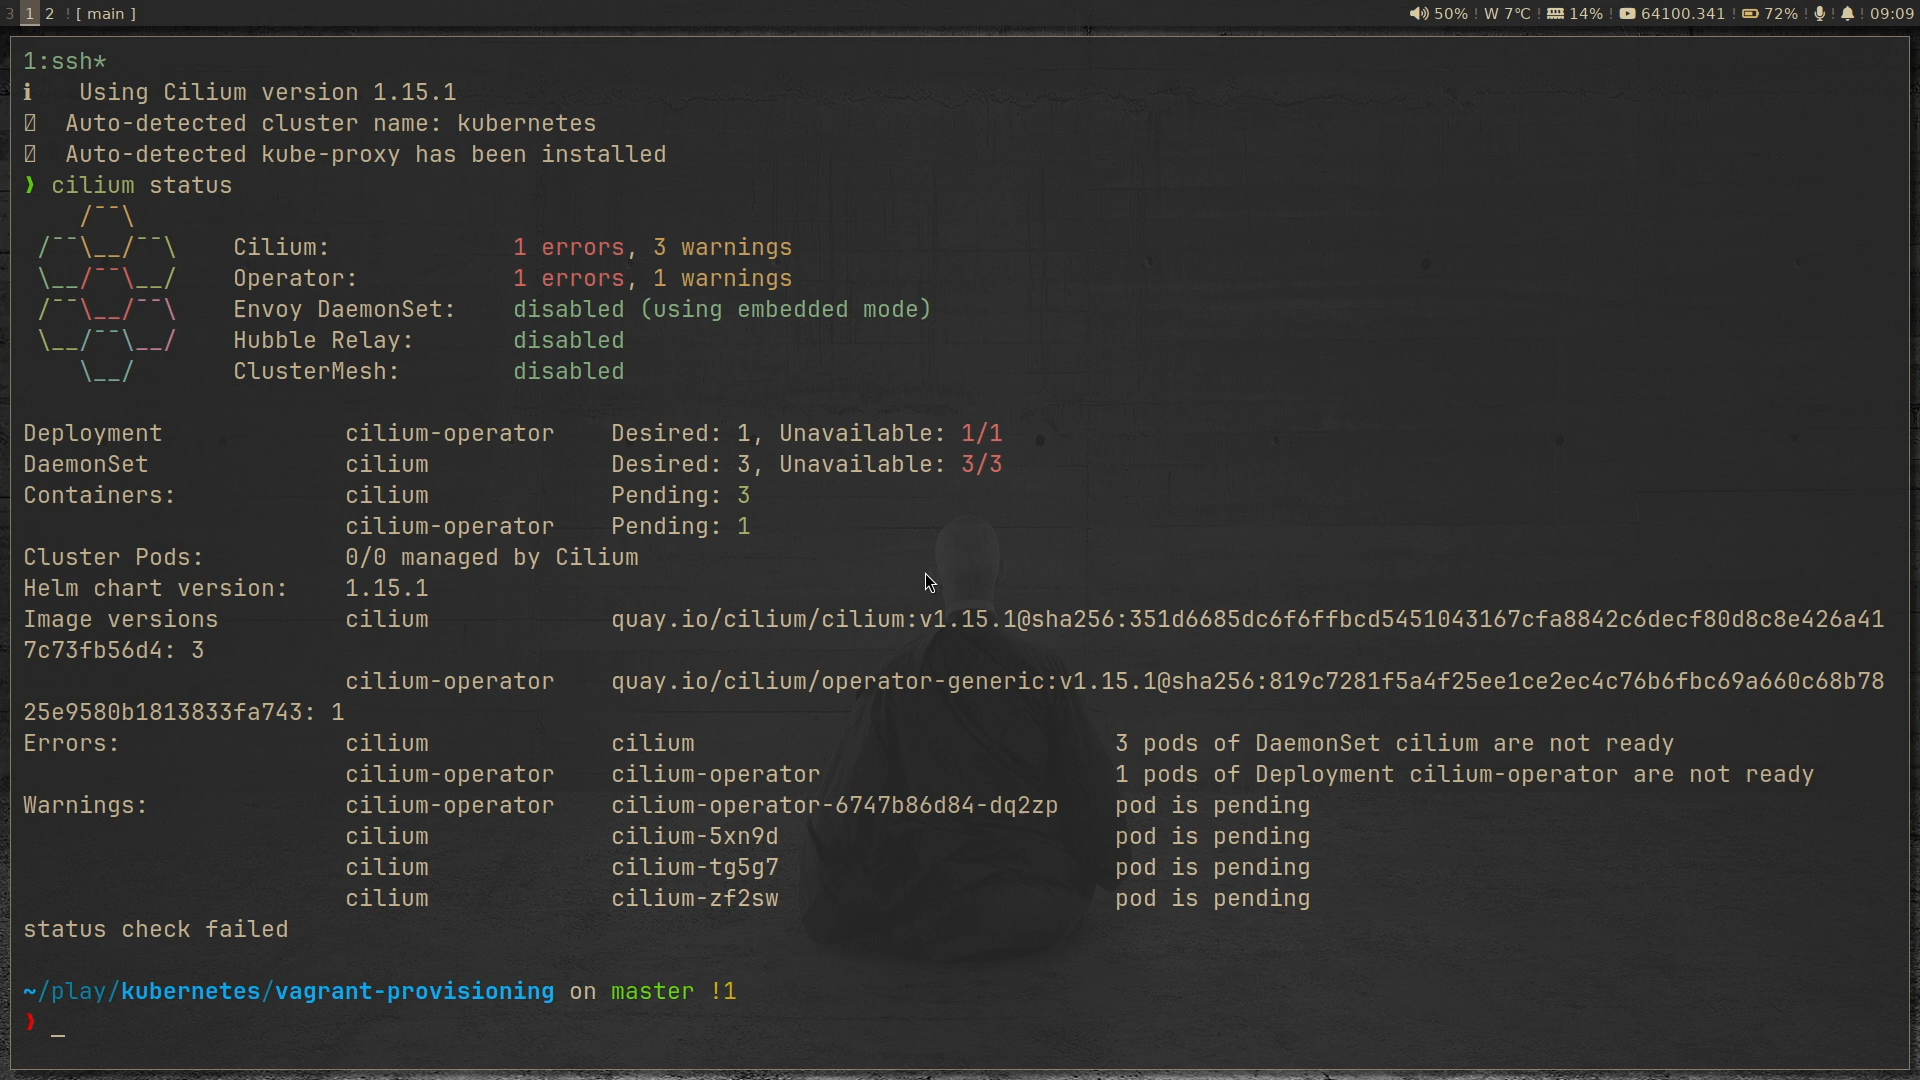 3 1 2 ! [ main ] 50% ! W 7℃ ! 14% ! 64100.341 ! 72% ! ! ! 09:09
1:ssh*
ℹ Using Cilium version 1.15.1
Auto-detected cluster name: kubernetes
Auto-detected kube-proxy has been installed
❯ cilium status
/¯¯\
/¯¯\__/¯¯\ Cilium: 1 errors, 3 warnings
\__/¯¯\__/ Operator: 1 errors, 1 warnings
/¯¯\__/¯¯\ Envoy DaemonSet: disabled (using embedded mode)
\__/¯¯\__/ Hubble Relay: disabled
\__/ ClusterMesh: disabled
Deployment cilium-operator Desired: 1, Unavailable: 1/1
DaemonSet cilium Desired: 3, Unavailable: 3/3
Containers: cilium Pending: 3
cilium-operator Pending: 1
Cluster Pods: 0/0 managed by Cilium
Helm chart version: 1.15.1
Image versions cilium quay.io/cilium/cilium:v1.15.1@sha256:351d6685dc6f6ffbcd5451043167cfa8842c6decf80d8c8e426a41
7c73fb56d4: 3
cilium-operator quay.io/cilium/operator-generic:v1.15.1@sha256:819c7281f5a4f25ee1ce2ec4c76b6fbc69a660c68b78
25e9580b1813833fa743: 1
Errors: cilium cilium 3 pods of DaemonSet cilium are not ready
cilium-operator cilium-operator 1 pods of Deployment cilium-operator are not ready
Warnings: cilium-operator cilium-operator-6747b86d84-dq2zp pod is pending
cilium cilium-5xn9d pod is pending
cilium cilium-tg5g7 pod is pending
cilium cilium-zf2sw pod is pending
status check failed
~/play/kubernetes/vagrant-provisioning on master !1
❯ _